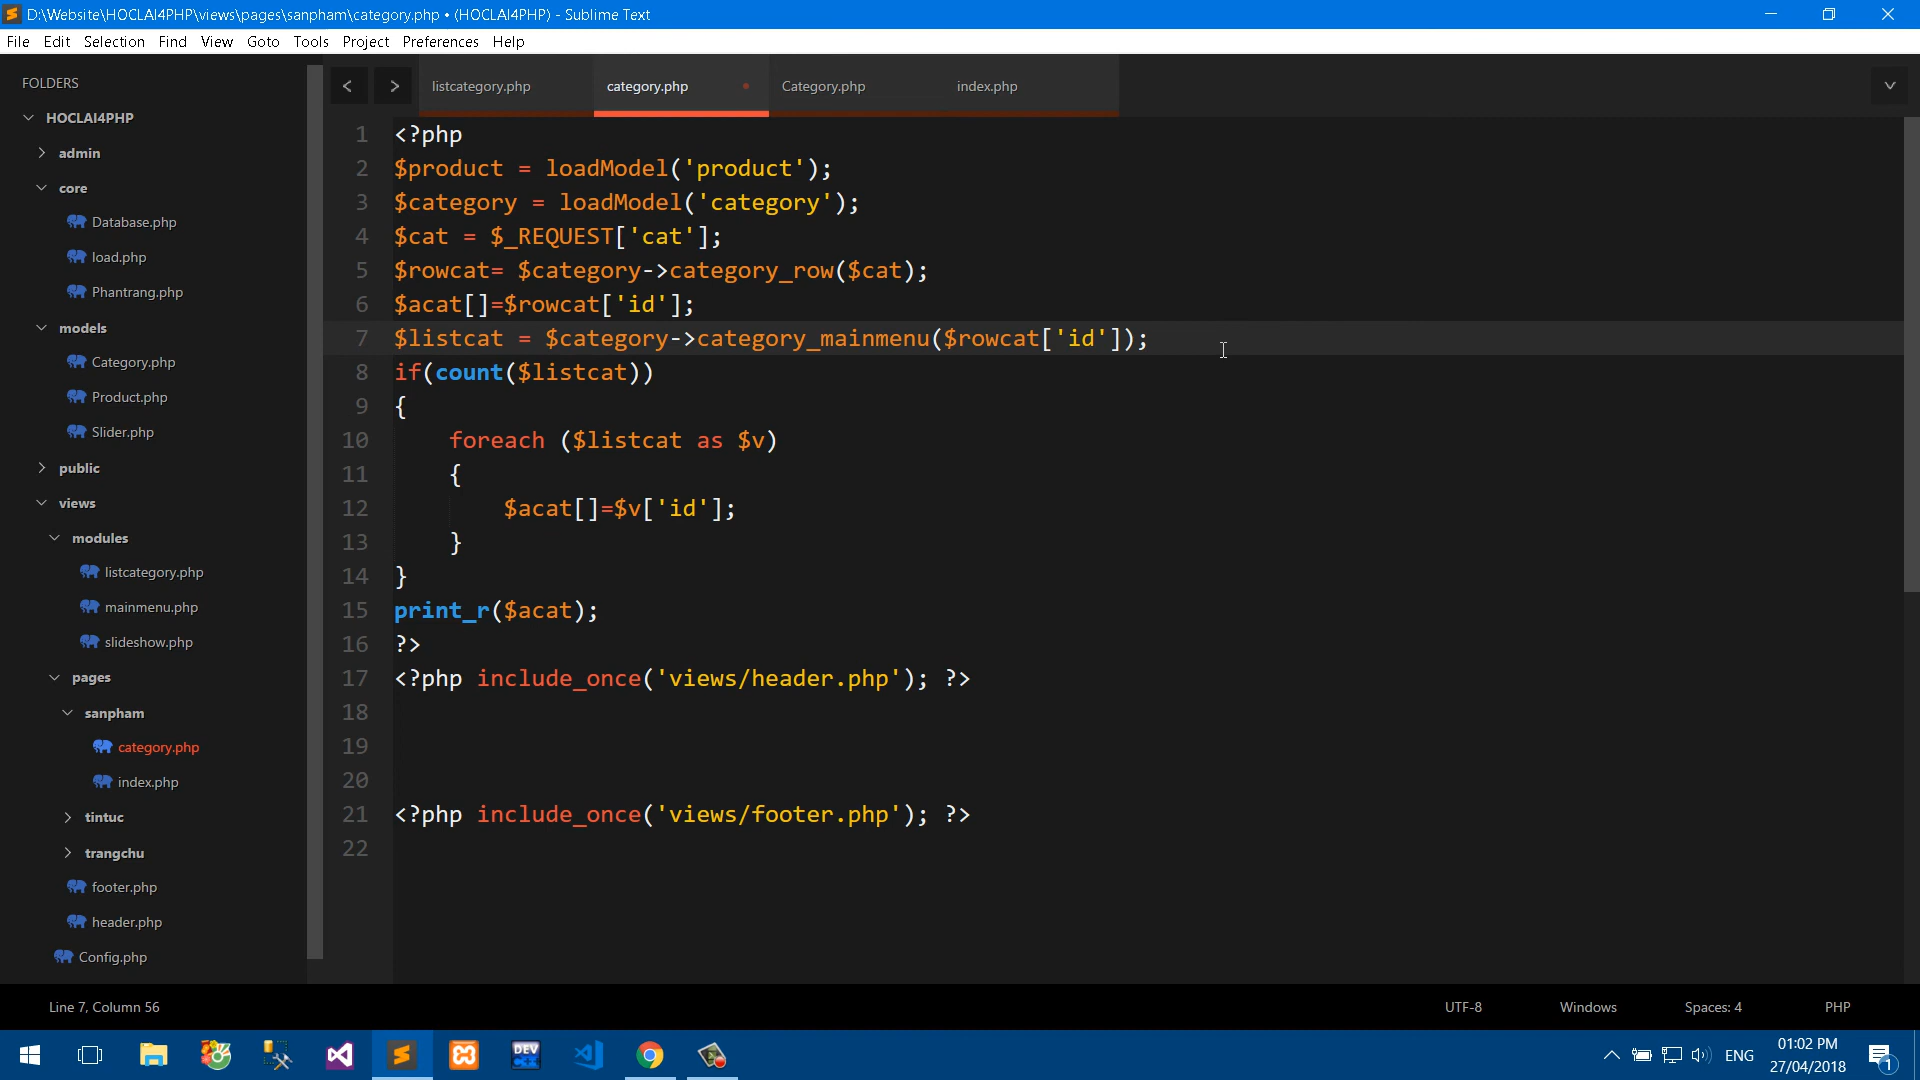 D:\Website\HOCLAI4PHP\views\pages\sanpham\category.php • (HOCLAI4PHP) - Sublime Text
File Edit Selection Find View Goto Tools Project Preferences Help
FOLDERS
HOCLAI4PHP
admin
core
Database.php
load.php
Phantrang.php
models
Category.php
Product.php
Slider.php
public
views
modules
listcategory.php
mainmenu.php
slideshow.php
pages
sanpham
category.php
index.php
tintuc
trangchu
footer.php
header.php
Config.php
listcategory.php category.php Category.php index.php
1 <?php
2 $product = loadModel('product');
3 $category = loadModel('category');
4 $cat = $_REQUEST['cat'];
5 $rowcat= $category->category_row($cat);
6 $acat[]=$rowcat['id'];
7 $listcat = $category->category_mainmenu($rowcat['id']);
8 if(count($listcat))
9 {
10 foreach ($listcat as $v)
11 {
12 $acat[]=$v['id'];
13 }
14 }
15 print_r($acat);
16 ?>
17 <?php include_once('views/header.php'); ?>
18
19
20
21 <?php include_once('views/footer.php'); ?>
22
Line 7, Column 56 UTF-8 Windows Spaces: 4 PHP
DEV C++
ENG
01:02 PM
27/04/2018
1